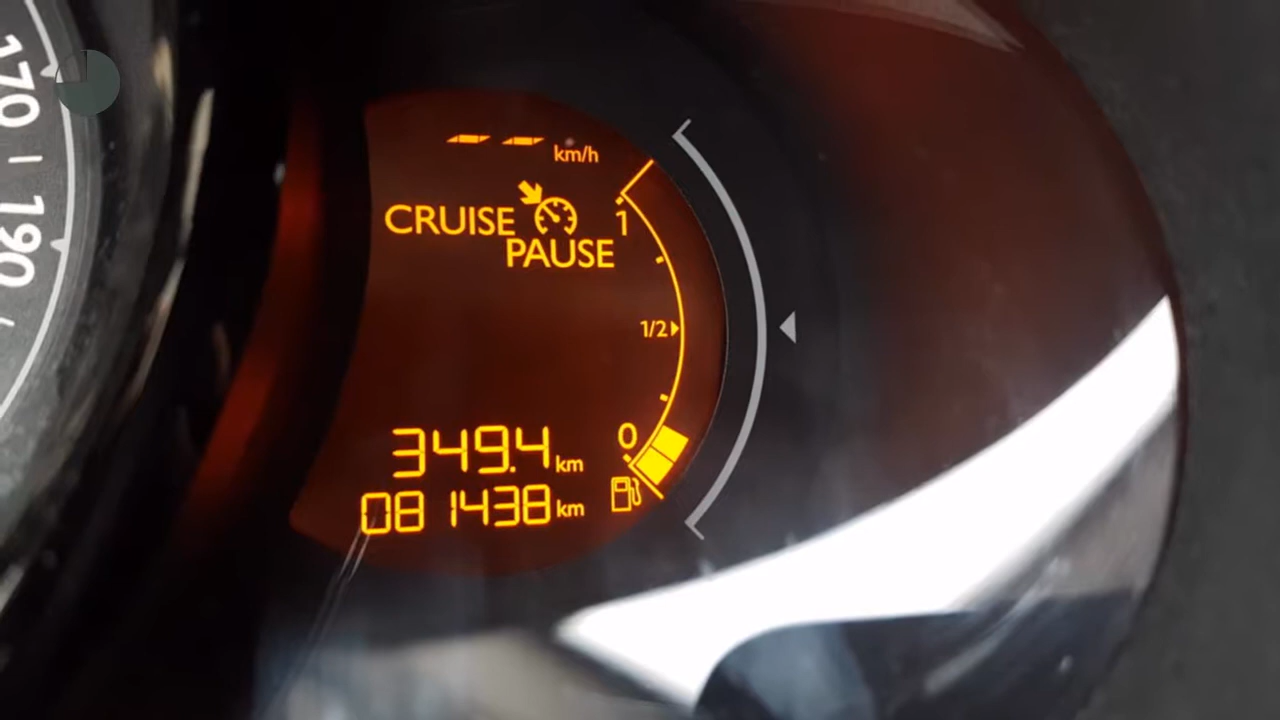 170
190
-- -- km/h
CRUISE
PAUSE
1
1/2
0
349.4 km
081438 km